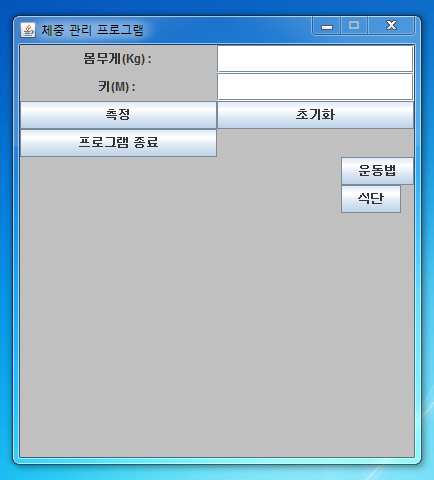 체중 관리 프로그램
몸무게(Kg) :
키(M) :
측정 초기화
프로그램 종료
운동법
식단